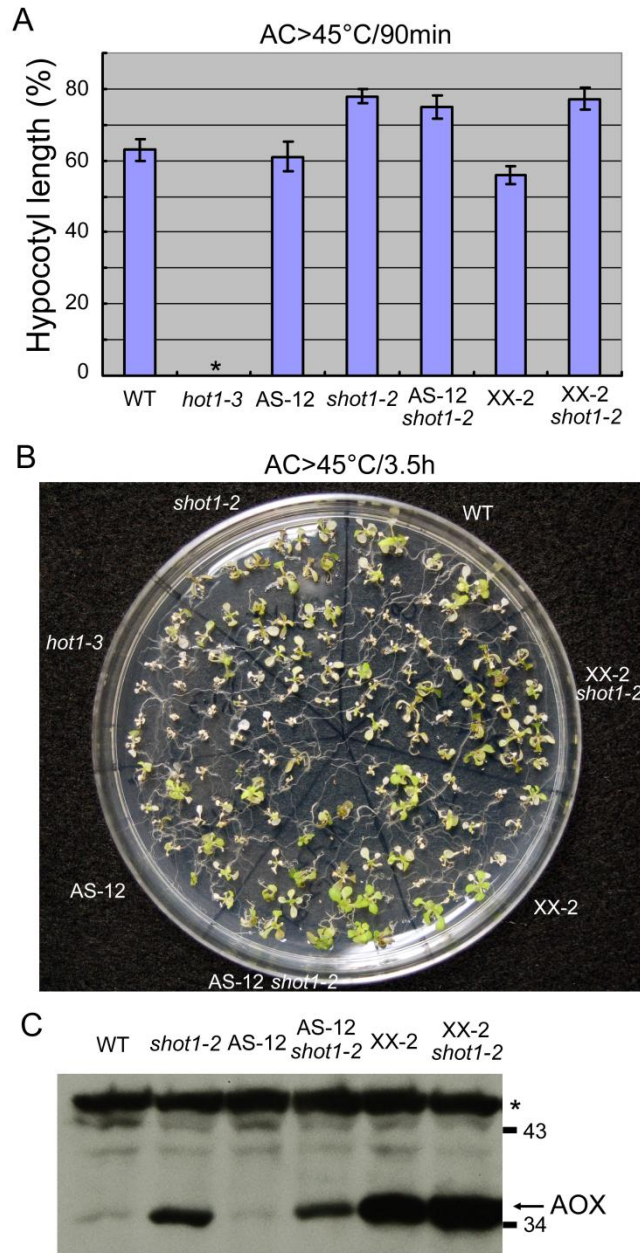 A
AC>45°C/90min
Hypocotyl length (%)
80
60
40
20
0
*
WT
hot1-3
AS-12
shot1-2
AS-12
shot1-2
XX-2
XX-2
shot1-2
B
AC>45°C/3.5h
shot1-2
WT
hot1-3
XX-2
shot1-2
AS-12
XX-2
AS-12 shot1-2
C
WT
shot1-2
AS-12
AS-12
shot1-2
XX-2
XX-2
shot1-2
*
43
← AOX
34